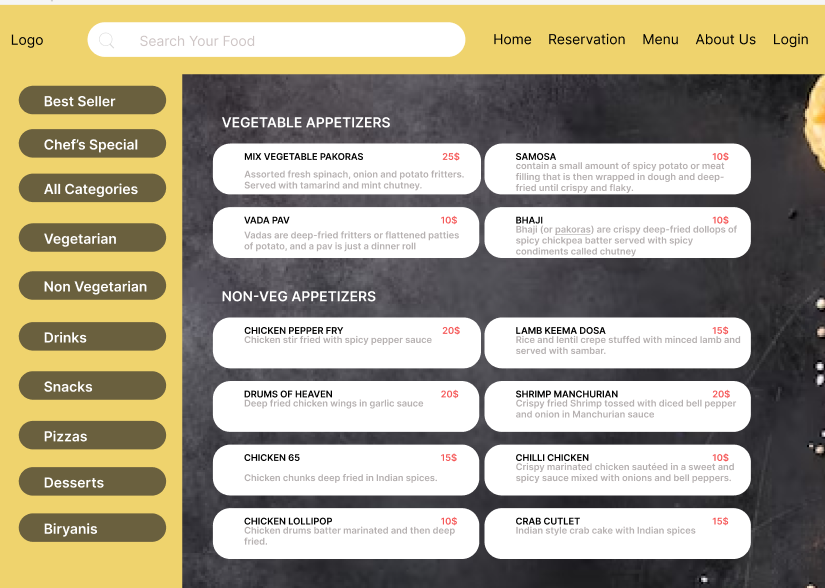 Logo
Search Your Food
Home Reservation Menu About Us Login
Best Seller
Chef's Special
All Categories
Vegetarian
Non Vegetarian
Drinks
Snacks
Pizzas
Desserts
Biryanis
VEGETABLE APPETIZERS
MIX VEGETABLE PAKORAS 25$
Assorted fresh spinach, onion and potato fritters.
Served with tamarind and mint chutney.
SAMOSA 10$
contain a small amount of spicy potato or meat
filling that is then wrapped in dough and deep-
fried until crispy and flaky.
VADA PAV 10$
Vadas are deep-fried fritters or flattened patties
of potato, and a pav is just a dinner roll
BHAJI 10$
Bhaji (or pakoras) are crispy deep-fried dollops of
spicy chickpea batter served with spicy
condiments called chutney
NON-VEG APPETIZERS
CHICKEN PEPPER FRY 20$
Chicken stir fried with spicy pepper sauce
LAMB KEEMA DOSA 15$
Rice and lentil crepe stuffed with minced lamb and
served with sambar.
DRUMS OF HEAVEN 20$
Deep fried chicken wings in garlic sauce
SHRIMP MANCHURIAN 20$
Crispy fried Shrimp tossed with diced bell pepper
and onion in Manchurian sauce
CHICKEN 65 15$
Chicken chunks deep fried in Indian spices.
CHILLI CHICKEN 10$
Crispy marinated chicken sautéed in a sweet and
spicy sauce mixed with onions and bell peppers.
CHICKEN LOLLIPOP 10$
Chicken drums batter marinated and then deep
fried.
CRAB CUTLET 15$
Indian style crab cake with Indian spices